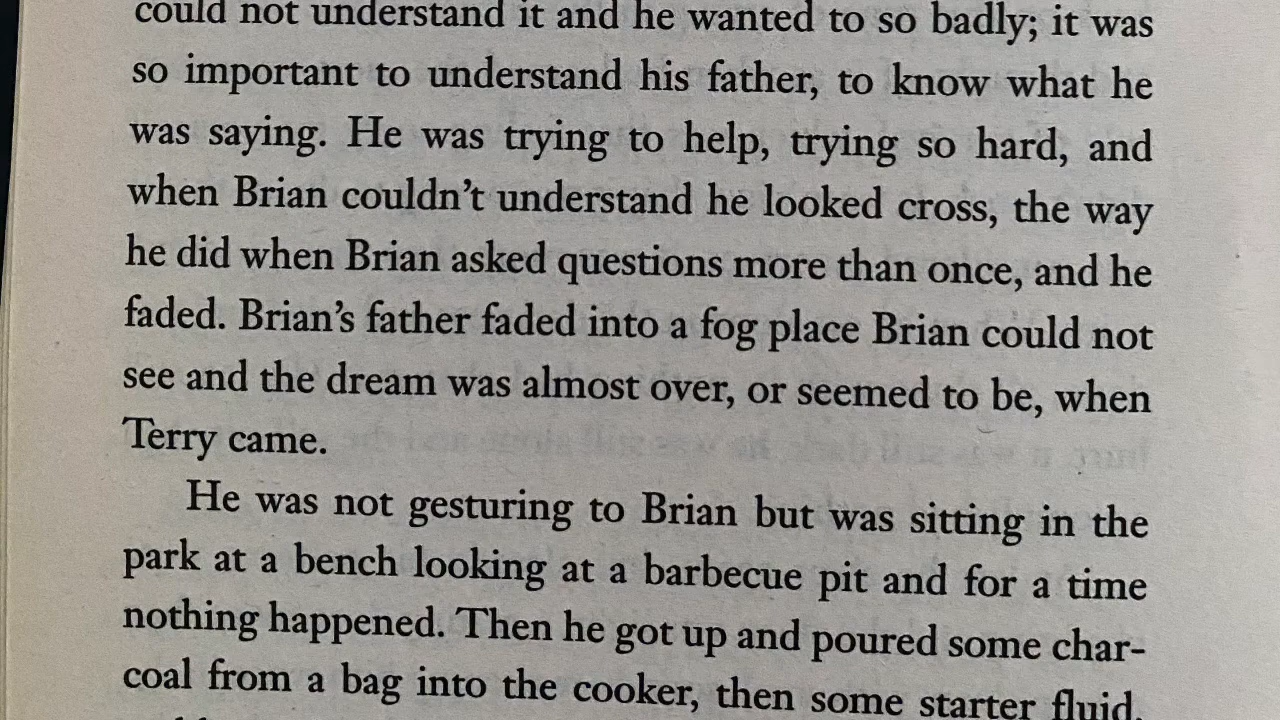 could not understand it and he wanted to so badly; it was
so important to understand his father, to know what he
was saying. He was trying to help, trying so hard, and
when Brian couldn’t understand he looked cross, the way
he did when Brian asked questions more than once, and he
faded. Brian’s father faded into a fog place Brian could not
see and the dream was almost over, or seemed to be, when
Terry came.
He was not gesturing to Brian but was sitting in the
park at a bench looking at a barbecue pit and for a time
nothing happened. Then he got up and poured some char-
coal from a bag into the cooker, then some starter fluid,